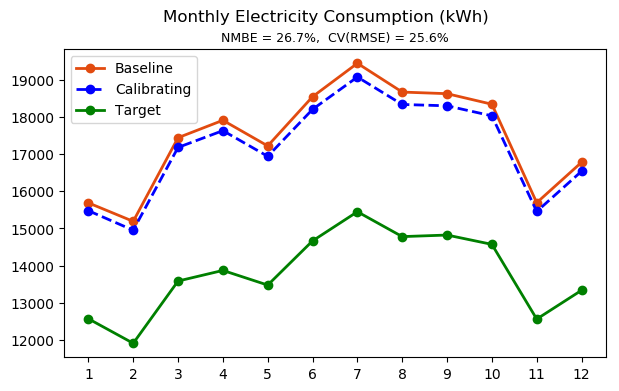 Monthly Electricity Consumption (kWh)
NMBE = 26.7%,  CV(RMSE) = 25.6%
Baseline
Calibrating
Target
19000
18000
17000
16000
15000
14000
13000
12000
1 2 3 4 5 6 7 8 9 10 11 12